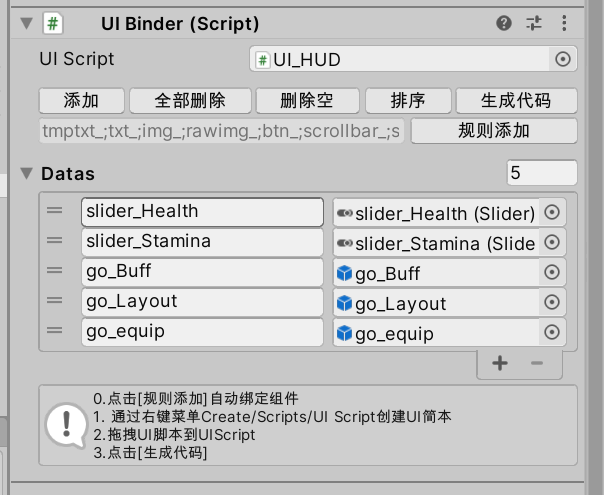 UI Binder (Script)
UI Script UI_HUD
添加 全部删除 删除空 排序 生成代码
tmptxt_;txt_;img_;rawimg_;btn_;scrollbar_;s 规则添加
Datas 5
slider_Health slider_Health (Slider)
slider_Stamina slider_Stamina (Slide
go_Buff go_Buff
go_Layout go_Layout
go_equip go_equip
0.点击[规则添加]自动绑定组件
1. 通过右键菜单Create/Scripts/UI Script创建UI简本
2.拖拽UI脚本到UIScript
3.点击[生成代码]